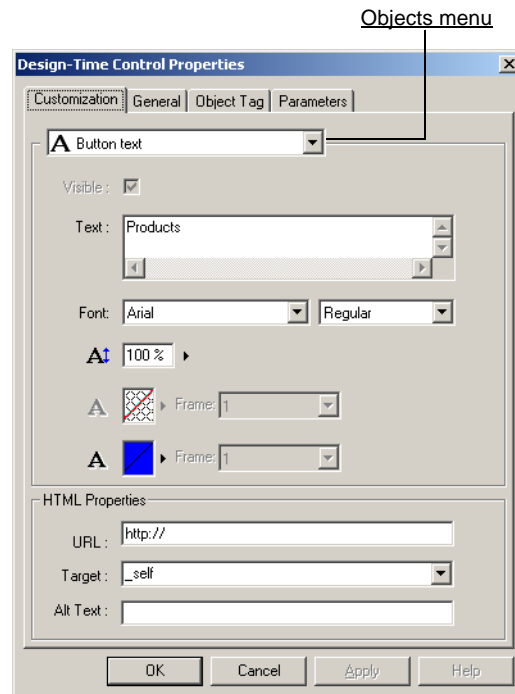 Objects menu
Design-Time Control Properties
Customization General Object Tag Parameters
A Button text
Visible :
Text : Products
Font: Arial Regular
A 100 %
A Frame: 1
A Frame: 1
HTML Properties
URL : http://
Target : _self
Alt Text :
OK Cancel Apply Help